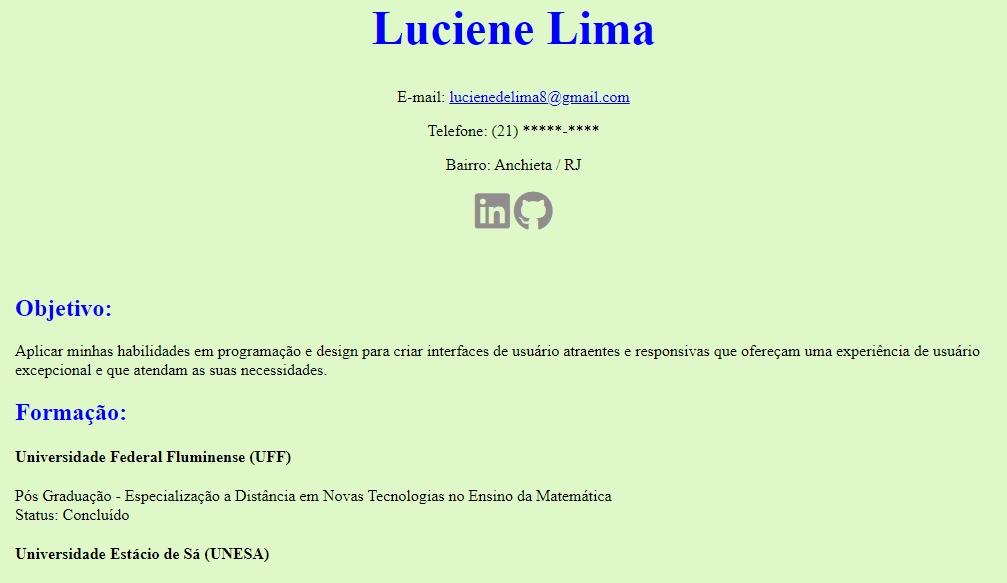 Luciene Lima
E-mail: lucienedelima8@gmail.com
Telefone: (21) *****-****
Bairro: Anchieta / RJ
in
Objetivo:
Aplicar minhas habilidades em programação e design para criar interfaces de usuário atraentes e responsivas que ofereçam uma experiência de usuário
excepcional e que atendam as suas necessidades.
Formação:
Universidade Federal Fluminense (UFF)
Pós Graduação - Especialização a Distância em Novas Tecnologias no Ensino da Matemática
Status: Concluído
Universidade Estácio de Sá (UNESA)